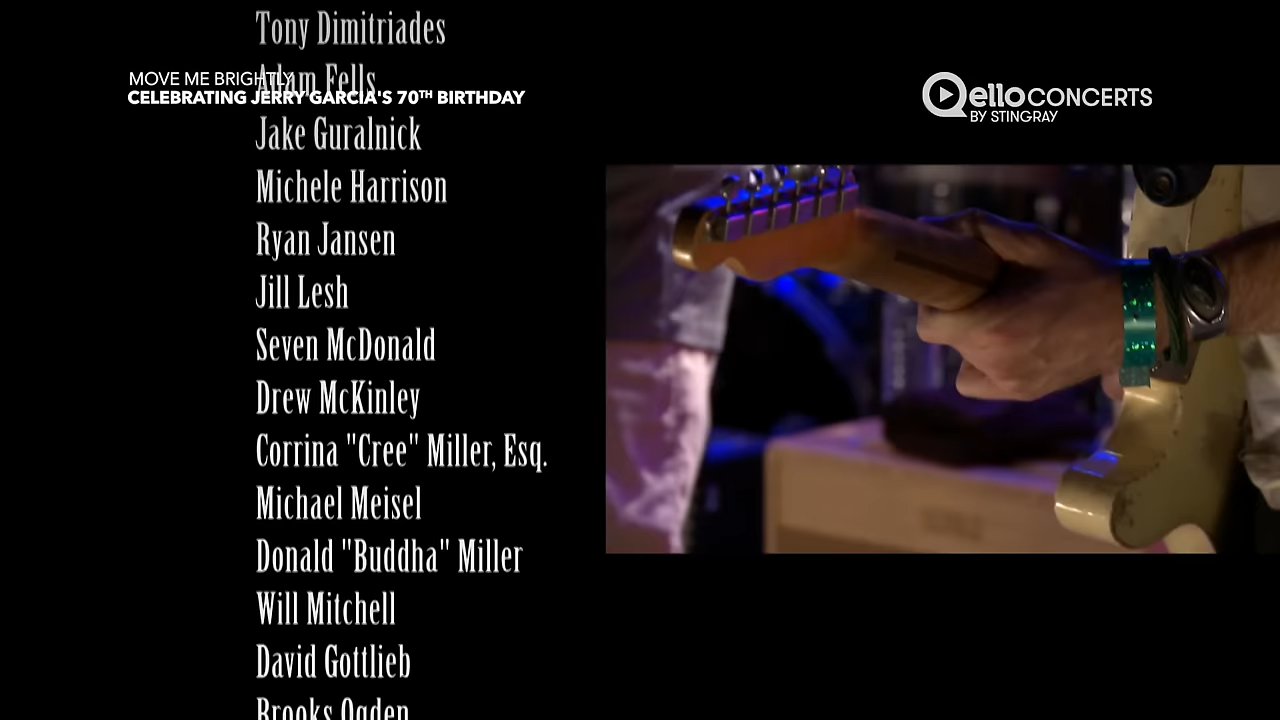 Tony Dimitriades
MOVE ME BRIGHTLY
Adam Fells
CELEBRATING JERRY GARCIA'S 70TH BIRTHDAY
Qello CONCERTS
BY STINGRAY
Jake Guralnick
Michele Harrison
Ryan Jansen
Jill Lesh
Seven McDonald
Drew McKinley
Corrina "Cree" Miller, Esq.
Michael Meisel
Donald "Buddha" Miller
Will Mitchell
David Gottlieb
Brooks Ogden